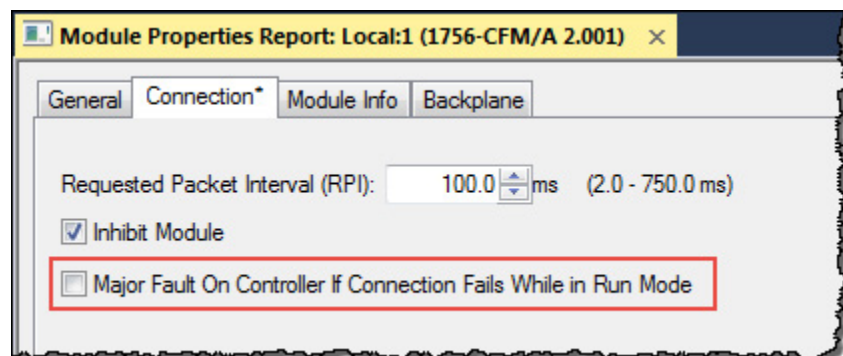 Module Properties Report: Local:1 (1756-CFM/A 2.001) ×
General Connection* Module Info Backplane
Requested Packet Interval (RPI): 100.0 ms (2.0 - 750.0 ms)
Inhibit Module
Major Fault On Controller If Connection Fails While in Run Mode